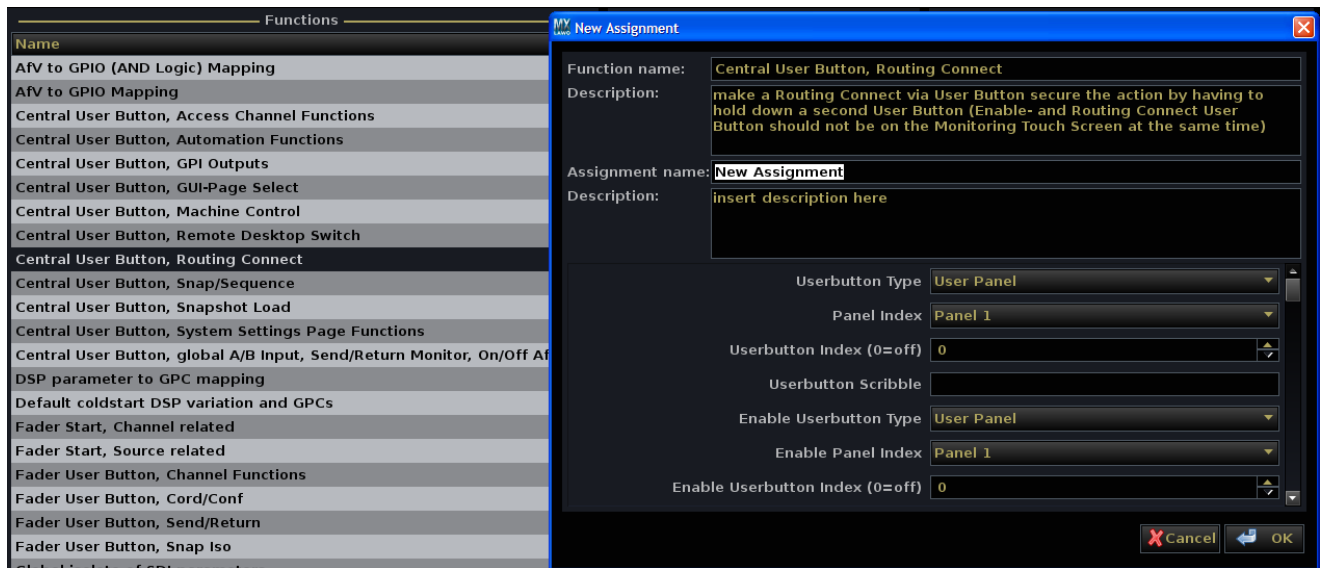 Functions
Name
AfV to GPIO (AND Logic) Mapping
AfV to GPIO Mapping
Central User Button, Access Channel Functions
Central User Button, Automation Functions
Central User Button, GPI Outputs
Central User Button, GUI-Page Select
Central User Button, Machine Control
Central User Button, Remote Desktop Switch
Central User Button, Routing Connect
Central User Button, Snap/Sequence
Central User Button, Snapshot Load
Central User Button, System Settings Page Functions
Central User Button, global A/B Input, Send/Return Monitor, On/Off Af
DSP parameter to GPC mapping
Default coldstart DSP variation and GPCs
Fader Start, Channel related
Fader Start, Source related
Fader User Button, Channel Functions
Fader User Button, Cord/Conf
Fader User Button, Send/Return
Fader User Button, Snap Iso
MX LAWO New Assignment
Function name: Central User Button, Routing Connect
Description: make a Routing Connect via User Button secure the action by having to
hold down a second User Button (Enable- and Routing Connect User
Button should not be on the Monitoring Touch Screen at the same time)
Assignment name: New Assignment
Description: insert description here
Userbutton Type User Panel
Panel Index Panel 1
Userbutton Index (0=off) 0
Userbutton Scribble
Enable Userbutton Type User Panel
Enable Panel Index Panel 1
Enable Userbutton Index (0=off) 0
Cancel OK